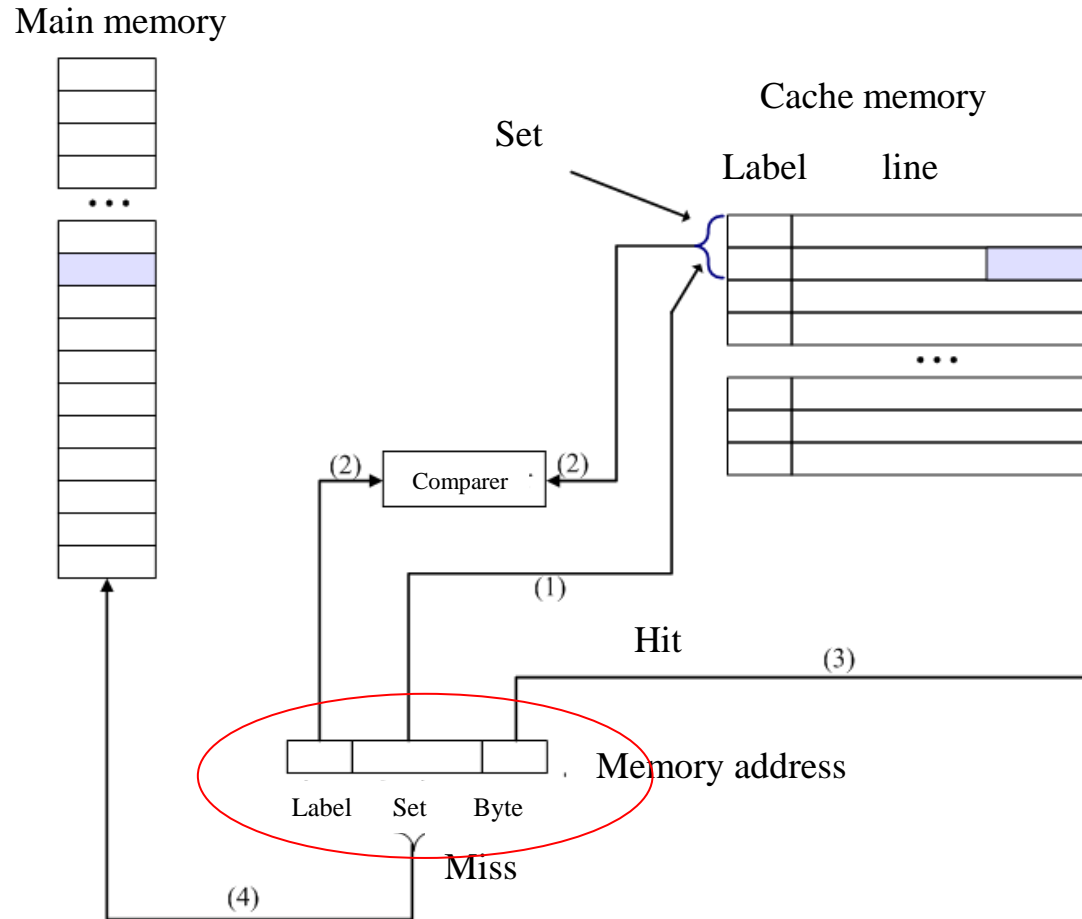 Main memory
Cache memory
Set
Label line
...
...
(2) Comparer (2)
(1)
Hit
(3)
Memory address
Label Set Byte
Miss
(4)